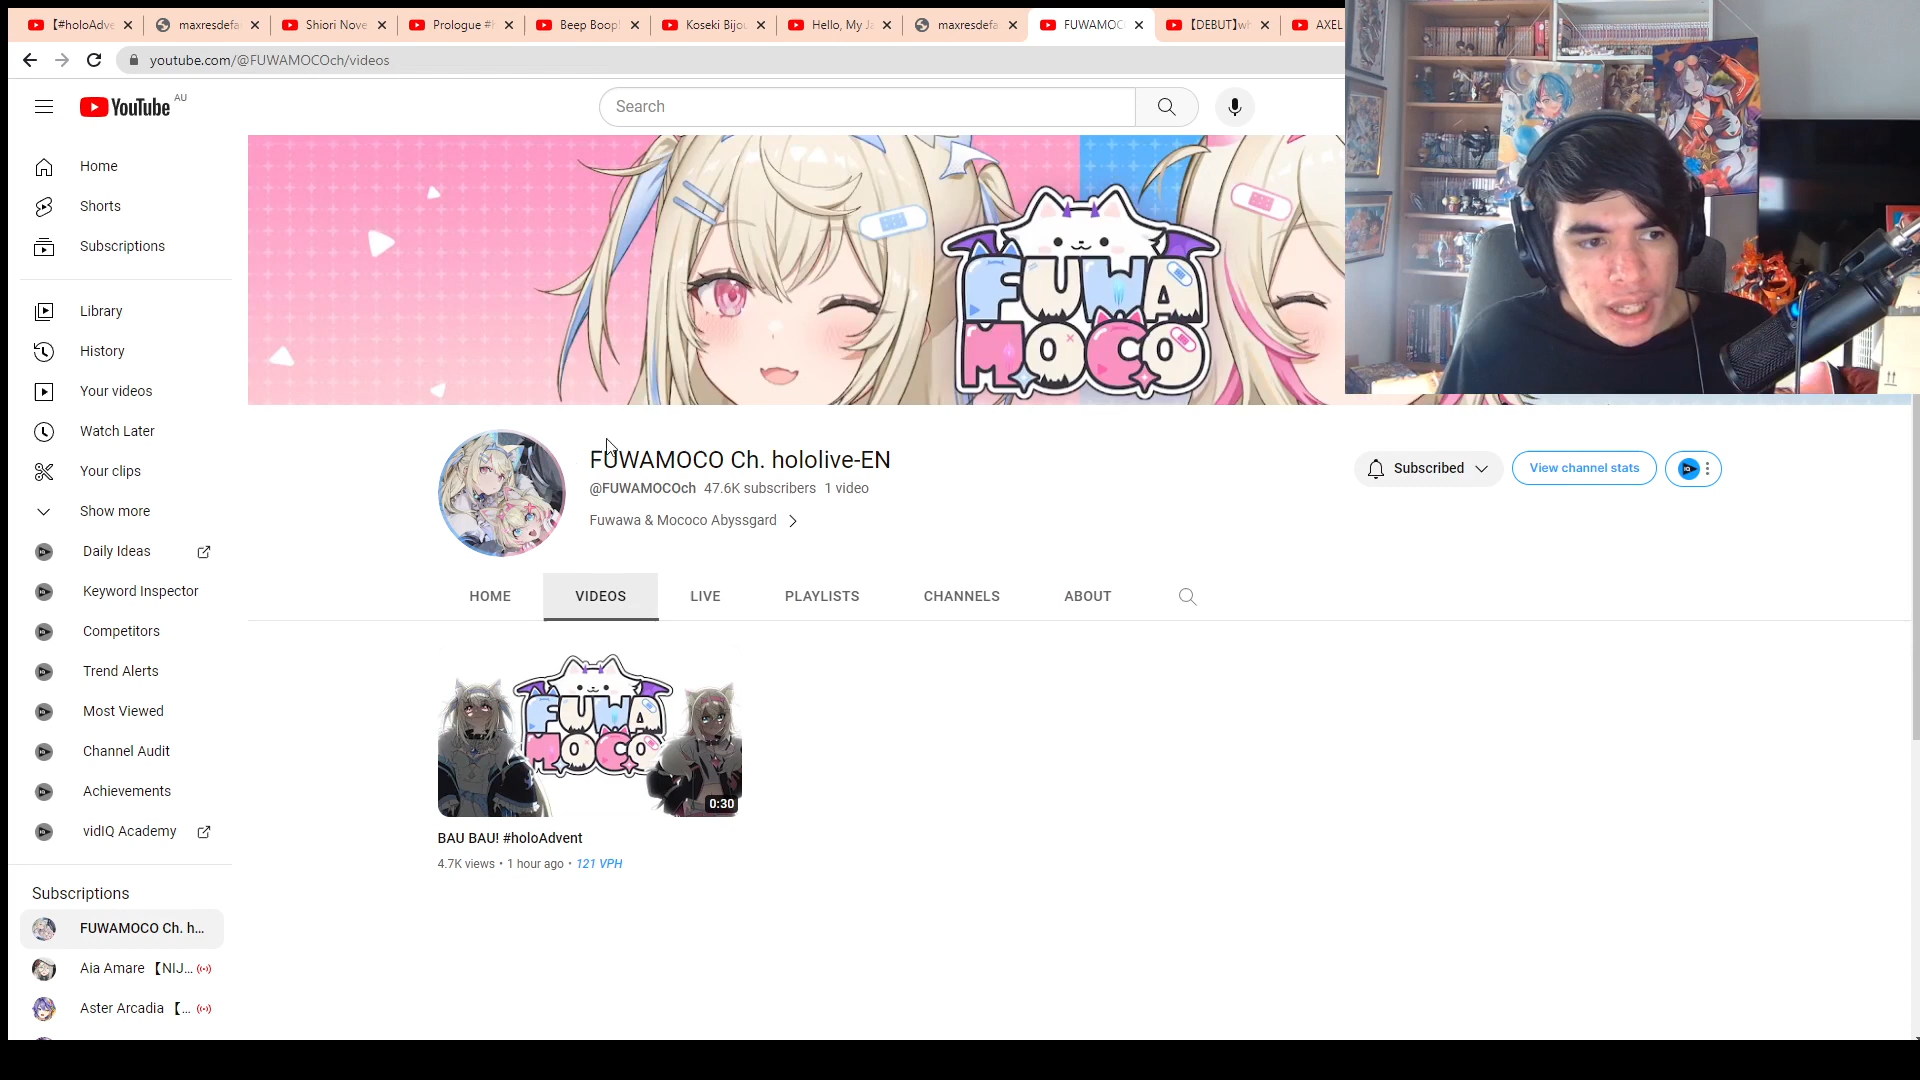 【#holoAdve
maxresdefa
Shiori Nove
Prologue #h
Beep Boop!
Koseki Bijou
Hello, My Ja
maxresdefa
FUWAMOC
【DEBUT】wh
AXEL
youtube.com/@FUWAMOCOch/videos
YouTube AU
Search
Home
Shorts
Subscriptions
Library
History
Your videos
Watch Later
Your clips
Show more
Daily Ideas
Keyword Inspector
Competitors
Trend Alerts
Most Viewed
Channel Audit
Achievements
vidIQ Academy
Subscriptions
FUWAMOCO Ch. h...
Aia Amare 【NIJ...
Aster Arcadia 【...
FUWA
MOCO
FUWAMOCO Ch. hololive-EN
@FUWAMOCOch 47.6K subscribers 1 video
Fuwawa & Mococo Abyssgard
Subscribed
View channel stats
HOME
VIDEOS
LIVE
PLAYLISTS
CHANNELS
ABOUT
FUWA
MOCO
0:30
BAU BAU! #holoAdvent
4.7K views • 1 hour ago • 121 VPH